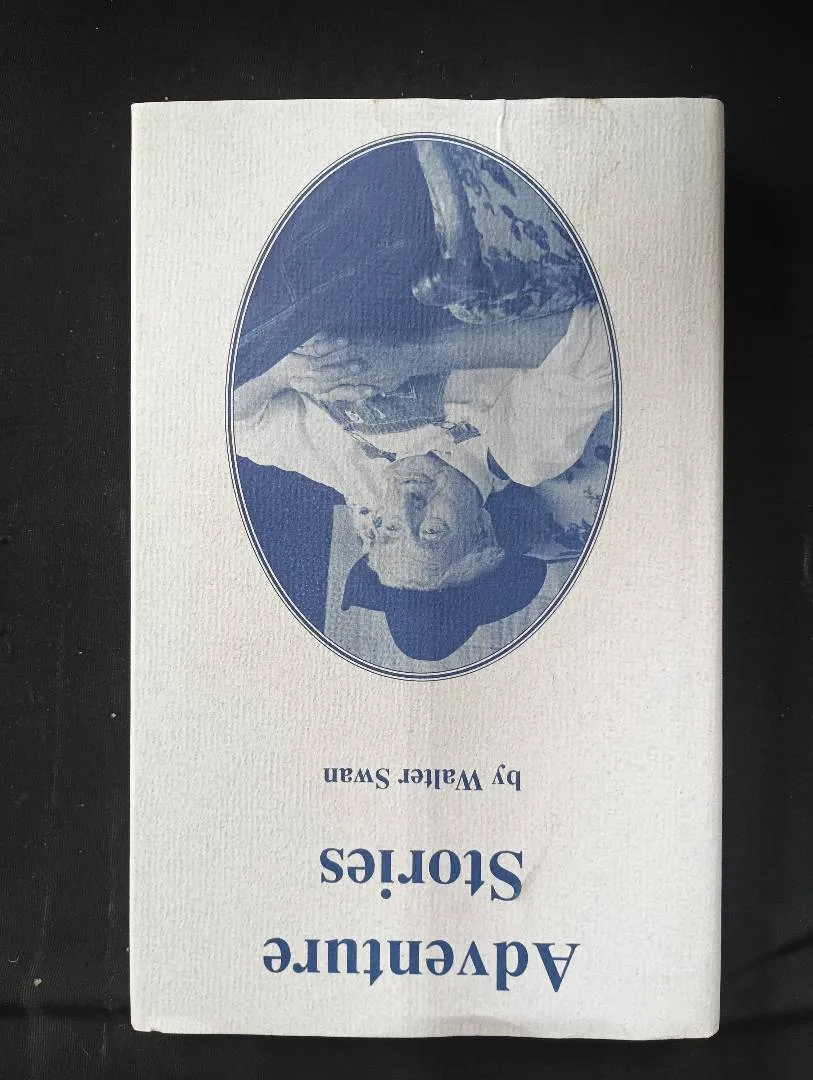 Adventure
Stories
by Walter Swan